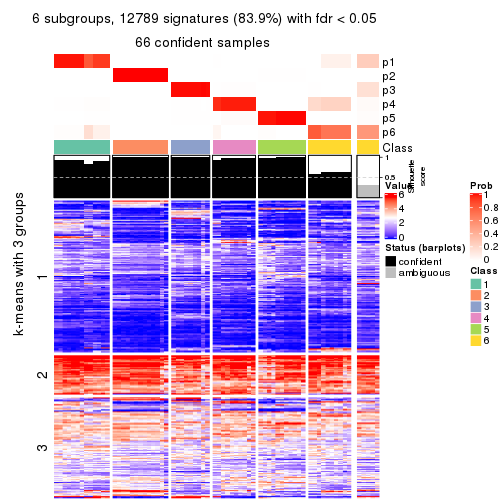 6 subgroups, 12789 signatures (83.9%) with fdr < 0.05
66 confident samples
p1
p2
p3
p4
p5
p6
Class
1
0.5
0
Silhouette
score
k-means with 3 groups
1
2
3
Value
6
4
2
0
Status (barplots)
confident
ambiguous
Prob
1
0.8
0.6
0.4
0.2
0
Class
1
2
3
4
5
6